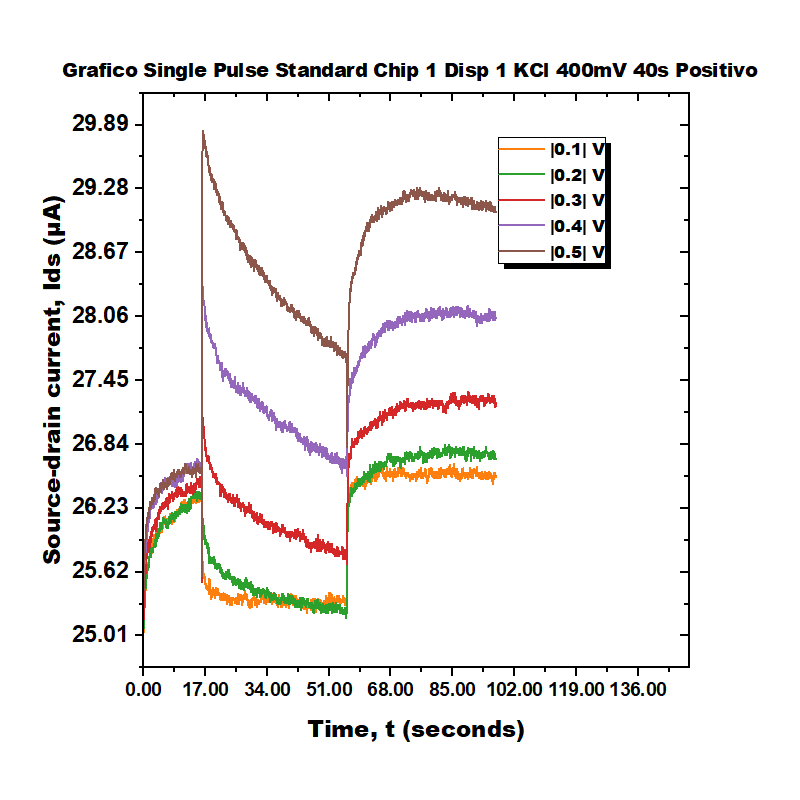 Grafico Single Pulse Standard Chip 1 Disp 1 KCl 400mV 40s Positivo
29.89
29.28
28.67
28.06
27.45
26.84
26.23
25.62
25.01
Source-drain current, Ids (µA)
|0.1| V
|0.2| V
|0.3| V
|0.4| V
|0.5| V
0.00 17.00 34.00 51.00 68.00 85.00 102.00 119.00 136.00
Time, t (seconds)